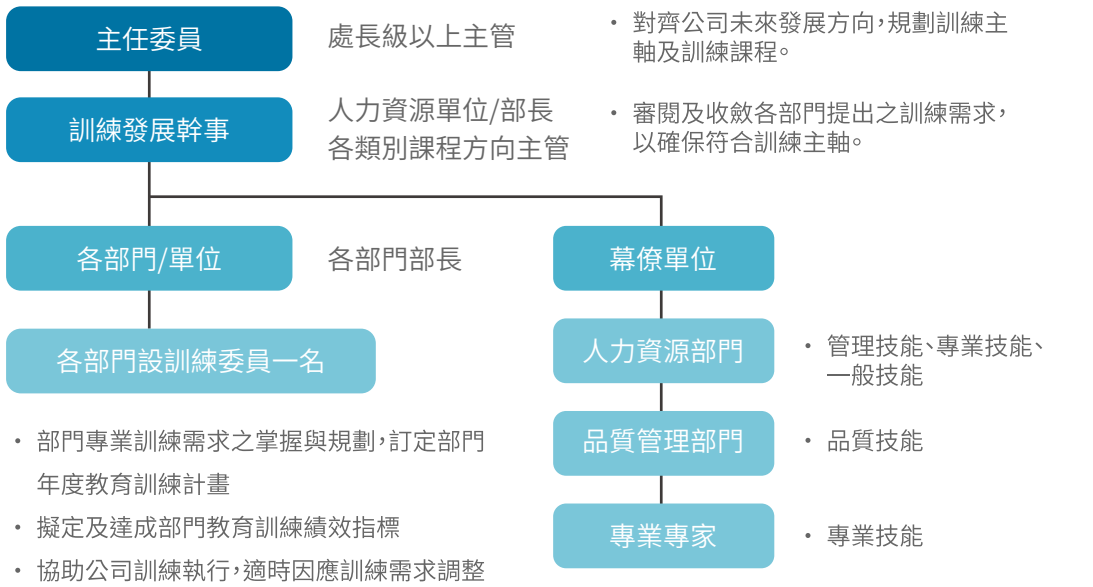 主任委員
處長級以上主管
• 對齊公司未來發展方向，規劃訓練主
軸及訓練課程。
訓練發展幹事
人力資源單位/部長
各類別課程方向主管
• 審閱及收斂各部門提出之訓練需求，
以確保符合訓練主軸。
各部門/單位
各部門部長
各部門設訓練委員一名
• 部門專業訓練需求之掌握與規劃，訂定部門
年度教育訓練計畫
• 擬定及達成部門教育訓練績效指標
• 協助公司訓練執行，適時因應訓練需求調整
幕僚單位
人力資源部門
• 管理技能、專業技能、
一般技能
品質管理部門
• 品質技能
專業專家
• 專業技能